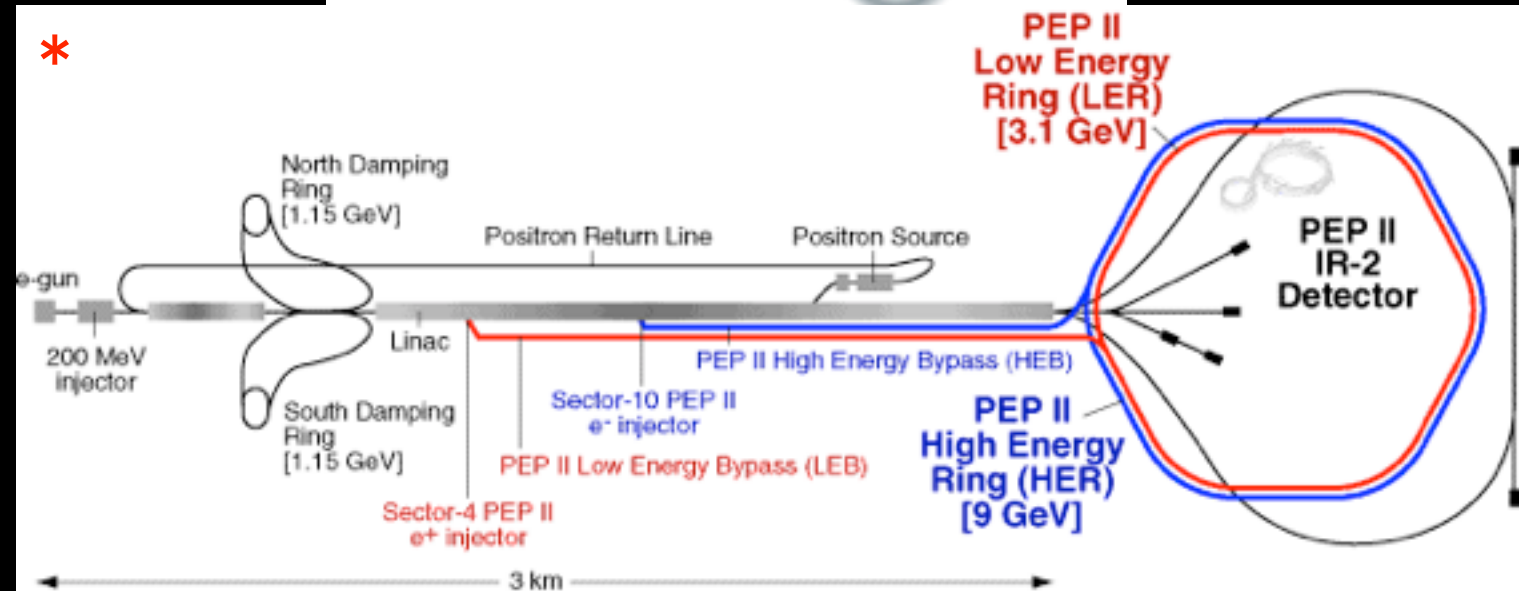 *
PEP II
Low Energy
Ring (LER)
[3.1 GeV]
North Damping
Ring
[1.15 GeV]
Positron Return Line
Positron Source
e-gun
PEP II
IR-2
Detector
200 MeV
injector
Linac
PEP II High Energy Bypass (HEB)
Sector-10 PEP II
e- injector
South Damping
Ring
[1.15 GeV]
PEP II Low Energy Bypass (LEB)
PEP II
High Energy
Ring (HER)
[9 GeV]
Sector-4 PEP II
e+ injector
3 km